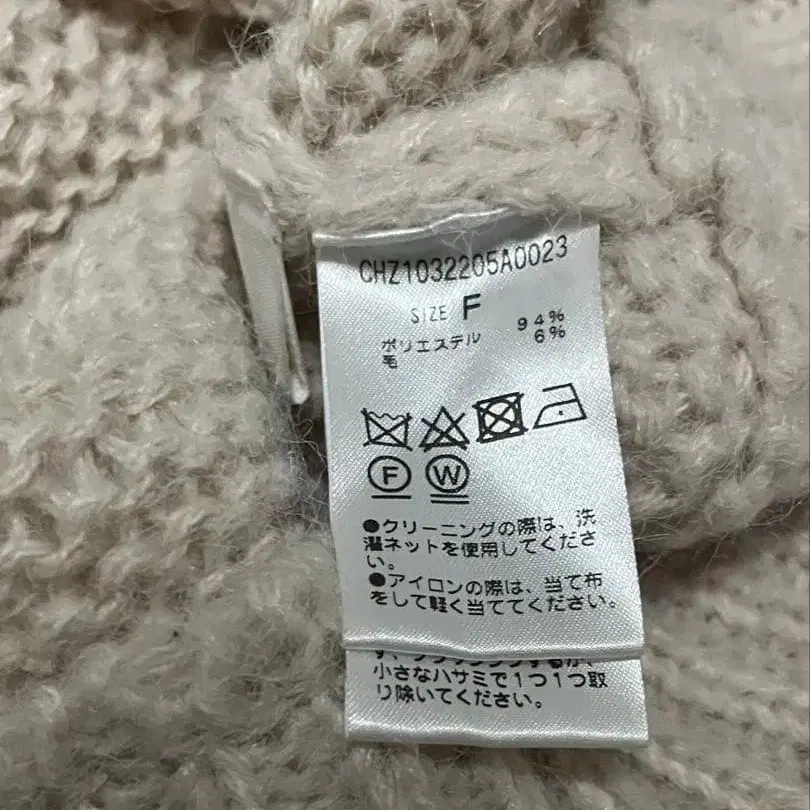 CHZ1032205A0023
SIZE F
ポリエステル 94%
毛 6%
F W
●クリーニングの際は、洗
濯ネットを使用してくださ
い。
●アイロンの際は、当て布
をして軽く当ててください。
小さなハサミで1つ1つ取
り除いてください。